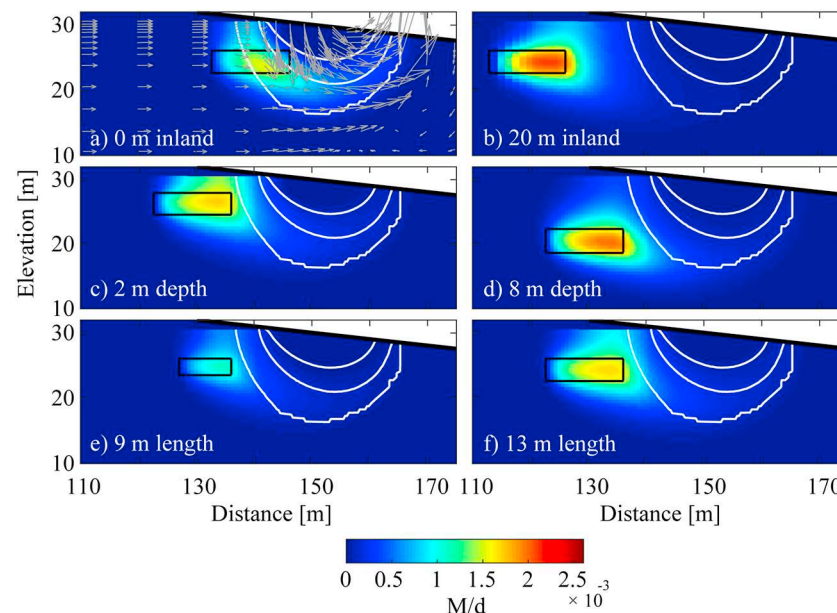 30
20
10
a) 0 m inland
b) 20 m inland
Elevation [m]
30
20
10
c) 2 m depth
d) 8 m depth
30
20
10
e) 9 m length
f) 13 m length
110 130 150 170 110 130 150 170
Distance [m] Distance [m]
0 0.5 1 1.5 2 2.5
× 10 -3
M/d